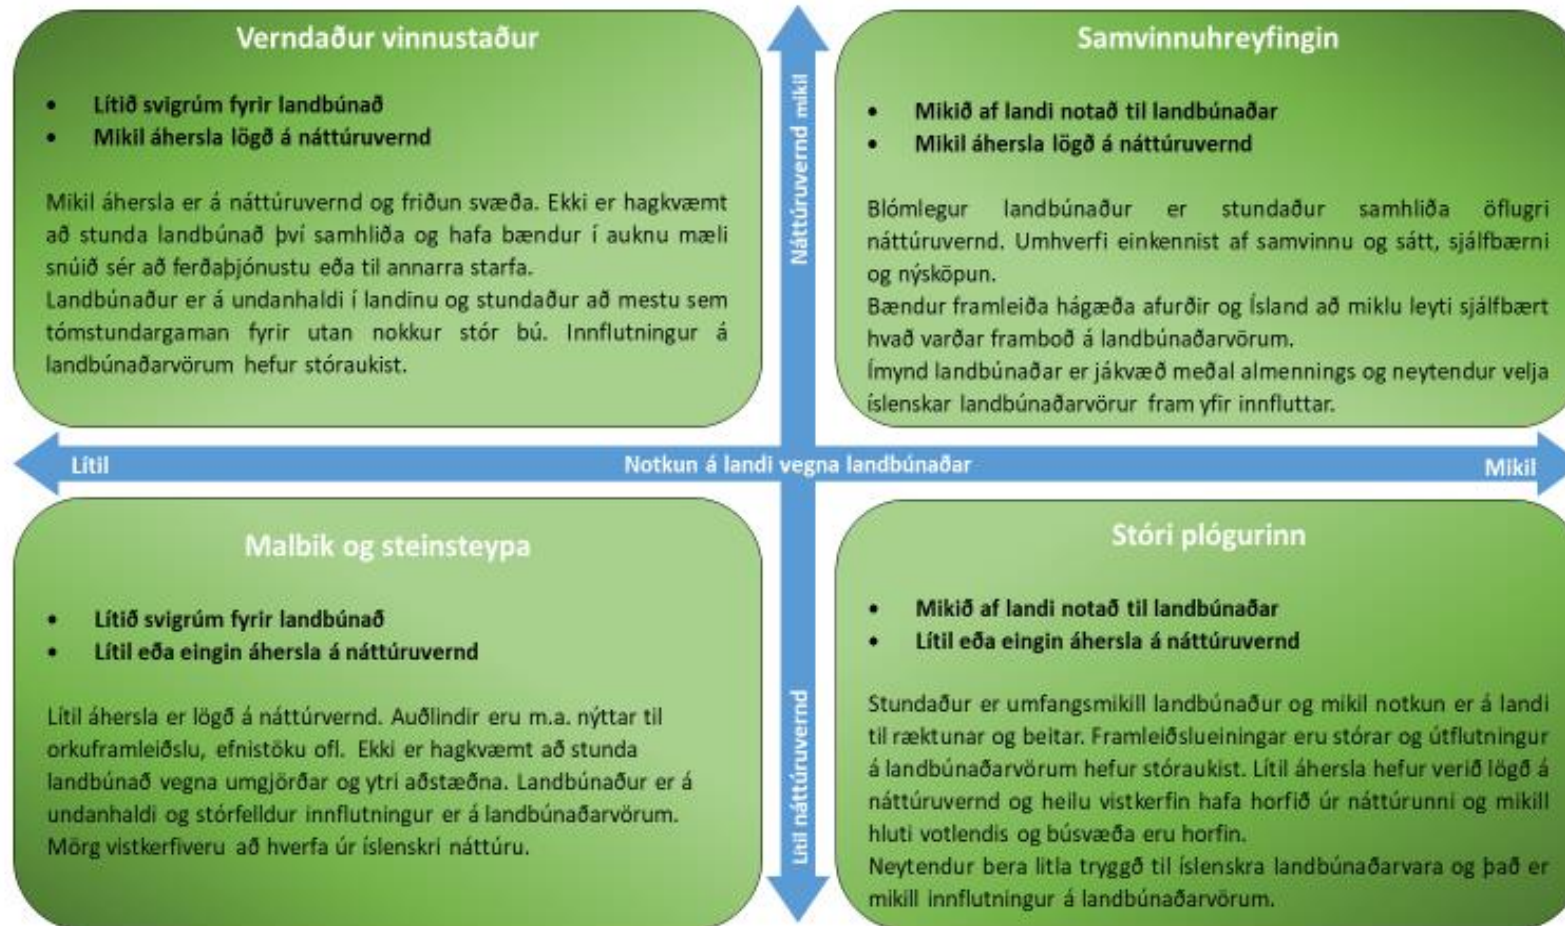 Verndaður vinnustaður
• Lítið svigrúm fyrir landbúnað
• Mikil áhersla lögð á náttúruvernd
Mikil áhersla er á náttúruvernd og friðun svæða. Ekki er hagkvæmt
að stunda landbúnað því samhliða og hafa bændur í auknu mæli
snúið sér að ferðaþjónustu eða til annarra starfa.
Landbúnaður er á undanhaldi í landinu og stundaður að mestu sem
tómstundargaman fyrir utan nokkur stór bú. Innflutningur á
landbúnaðarvörum hefur stóraukist.
Náttúruvernd mikil
Samvinnuhreyfingin
• Mikið af landi notað til landbúnaðar
• Mikil áhersla lögð á náttúruvernd
Blómlegur landbúnaður er stundaður samhliða öflugri
náttúruvernd. Umhverfi einkennist af samvinnu og sátt, sjálfbærni
og nýsköpun.
Bændur framleiða hágæða afurðir og Ísland að miklu leyti sjálfbært
hvað varðar framboð á landbúnaðarvörum.
Ímynd landbúnaðar er jákvæð meðal almennings og neytendur velja
íslenskar landbúnaðarvörur fram yfir innfluttar.
Lítil Notkun á landi vegna landbúnaðar Mikil
Malbik og steinsteypa
• Lítið svigrúm fyrir landbúnað
• Lítil eða eingin áhersla á náttúruvernd
Lítil áhersla er lögð á náttúrvernd. Auðlindir eru m.a. nýttar til
orkuframleiðslu, efnistöku ofl. Ekki er hagkvæmt að stunda
landbúnað vegna umgjörðar og ytri aðstæðna. Landbúnaður er á
undanhaldi og stórfelldur innflutningur er á landbúnaðarvörum.
Mörg vistkerfiveru að hverfa úr íslenskri náttúru.
Lítil náttúruvernd
Stóri plógurinn
• Mikið af landi notað til landbúnaðar
• Lítil eða eingin áhersla á náttúruvernd
Stundaður er umfangsmikill landbúnaður og mikil notkun er á landi
til ræktunar og beitar. Framleiðslueiningar eru stórar og útflutningur
á landbúnaðarvörum hefur stóraukist. Lítil áhersla hefur verið lögð á
náttúruvernd og heilu vistkerfin hafa horfið úr náttúrunni og mikill
hluti votlendis og búsvæða eru horfin.
Neytendur bera litla tryggð til íslenskra landbúnaðarvara og það er
mikill innflutningur á landbúnaðarvörum.